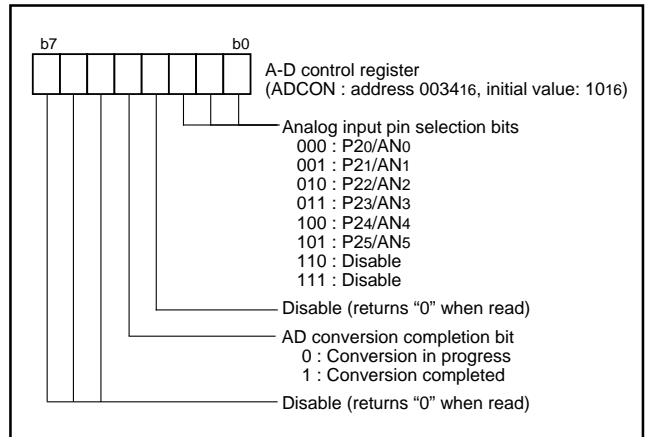 b7 b0
A-D control register
(ADCON : address 003416, initial value: 1016)
Analog input pin selection bits
000 : P20/AN0
001 : P21/AN1
010 : P22/AN2
011 : P23/AN3
100 : P24/AN4
101 : P25/AN5
110 : Disable
111 : Disable
Disable (returns “0” when read)
AD conversion completion bit
0 : Conversion in progress
1 : Conversion completed
Disable (returns “0” when read)